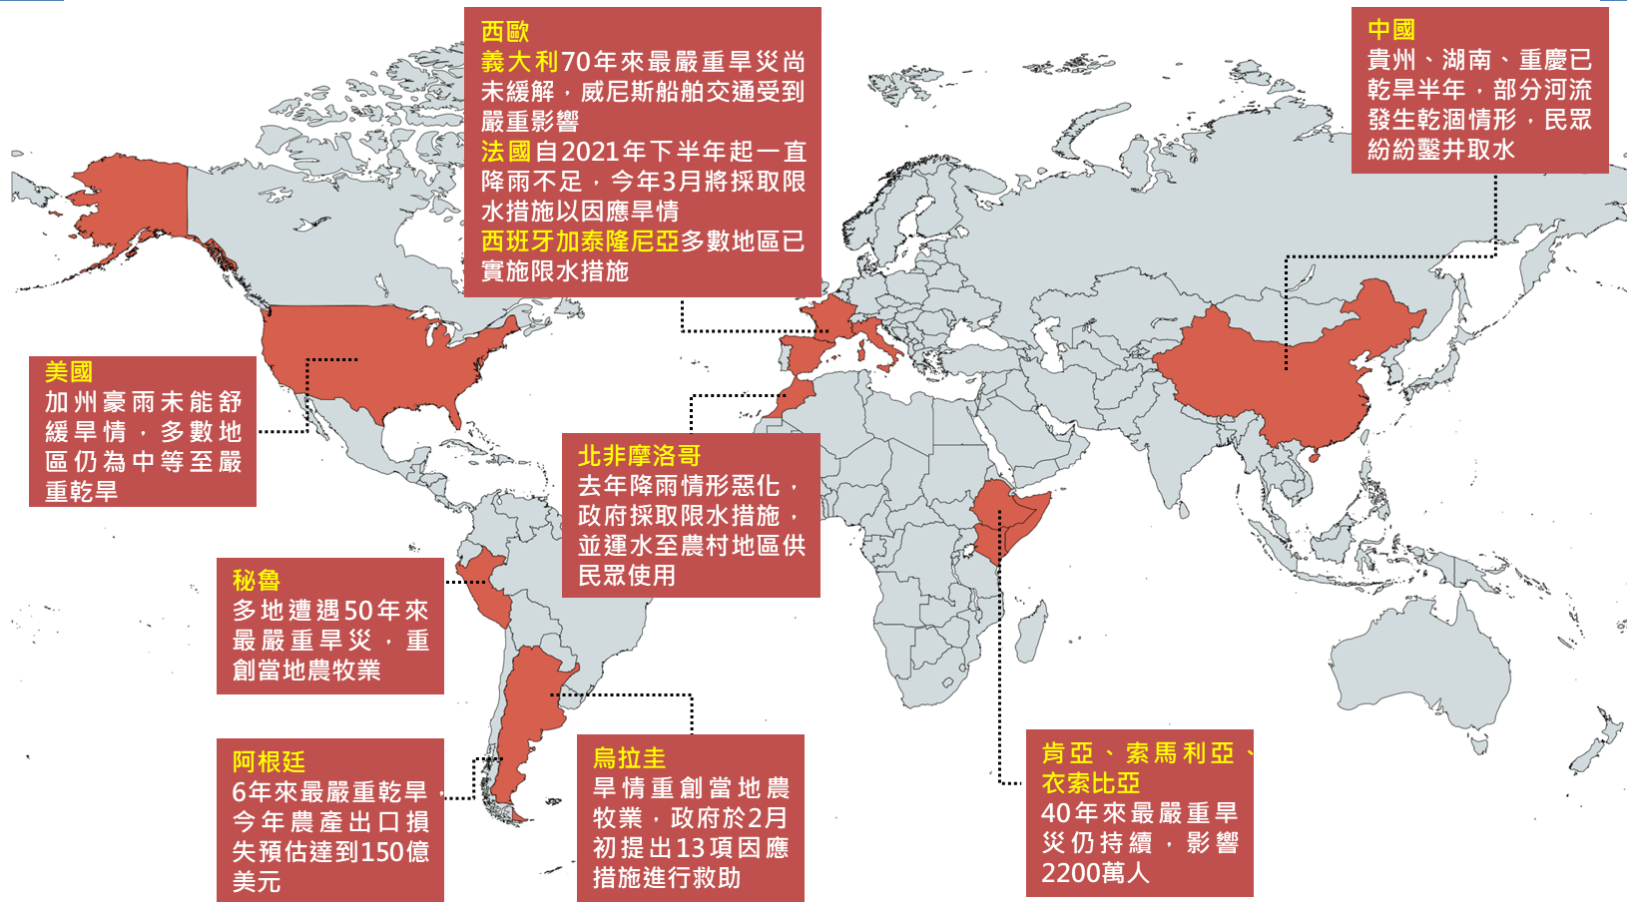 西歐
義大利70年來最嚴重旱災尚
未緩解，威尼斯船舶交通受到
嚴重影響
法國自2021年下半年起一直
降雨不足，今年3月將採取限
水措施以因應旱情
西班牙加泰隆尼亞多數地區已
實施限水措施
中國
貴州、湖南、重慶已
乾旱半年，部分河流
發生乾涸情形，民眾
紛紛鑿井取水
美國
加州豪雨未能舒
緩旱情，多數地
區仍為中等至嚴
重乾旱
北非摩洛哥
去年降雨情形惡化，
政府採取限水措施，
並運水至農村地區供
民眾使用
秘魯
多地遭遇50年來
最嚴重旱災，重
創當地農牧業
阿根廷
6年來最嚴重乾旱，
今年農產出口損
失預估達到150億
美元
烏拉圭
旱情重創當地農
牧業，政府於2月
初提出13項因應
措施進行救助
肯亞、索馬利亞、
衣索比亞
40年來最嚴重旱
災仍持續，影響
2200萬人